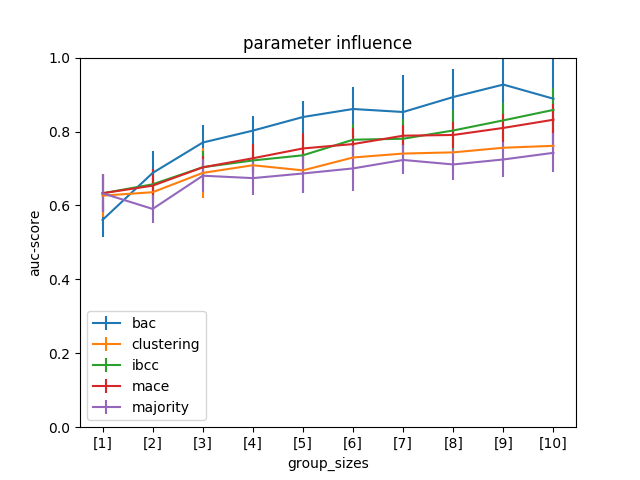 parameter influence
auc-score
1.0
0.8
0.6
0.4
0.2
0.0
bac
clustering
ibcc
mace
majority
[1] [2] [3] [4] [5] [6] [7] [8] [9] [10]
group_sizes